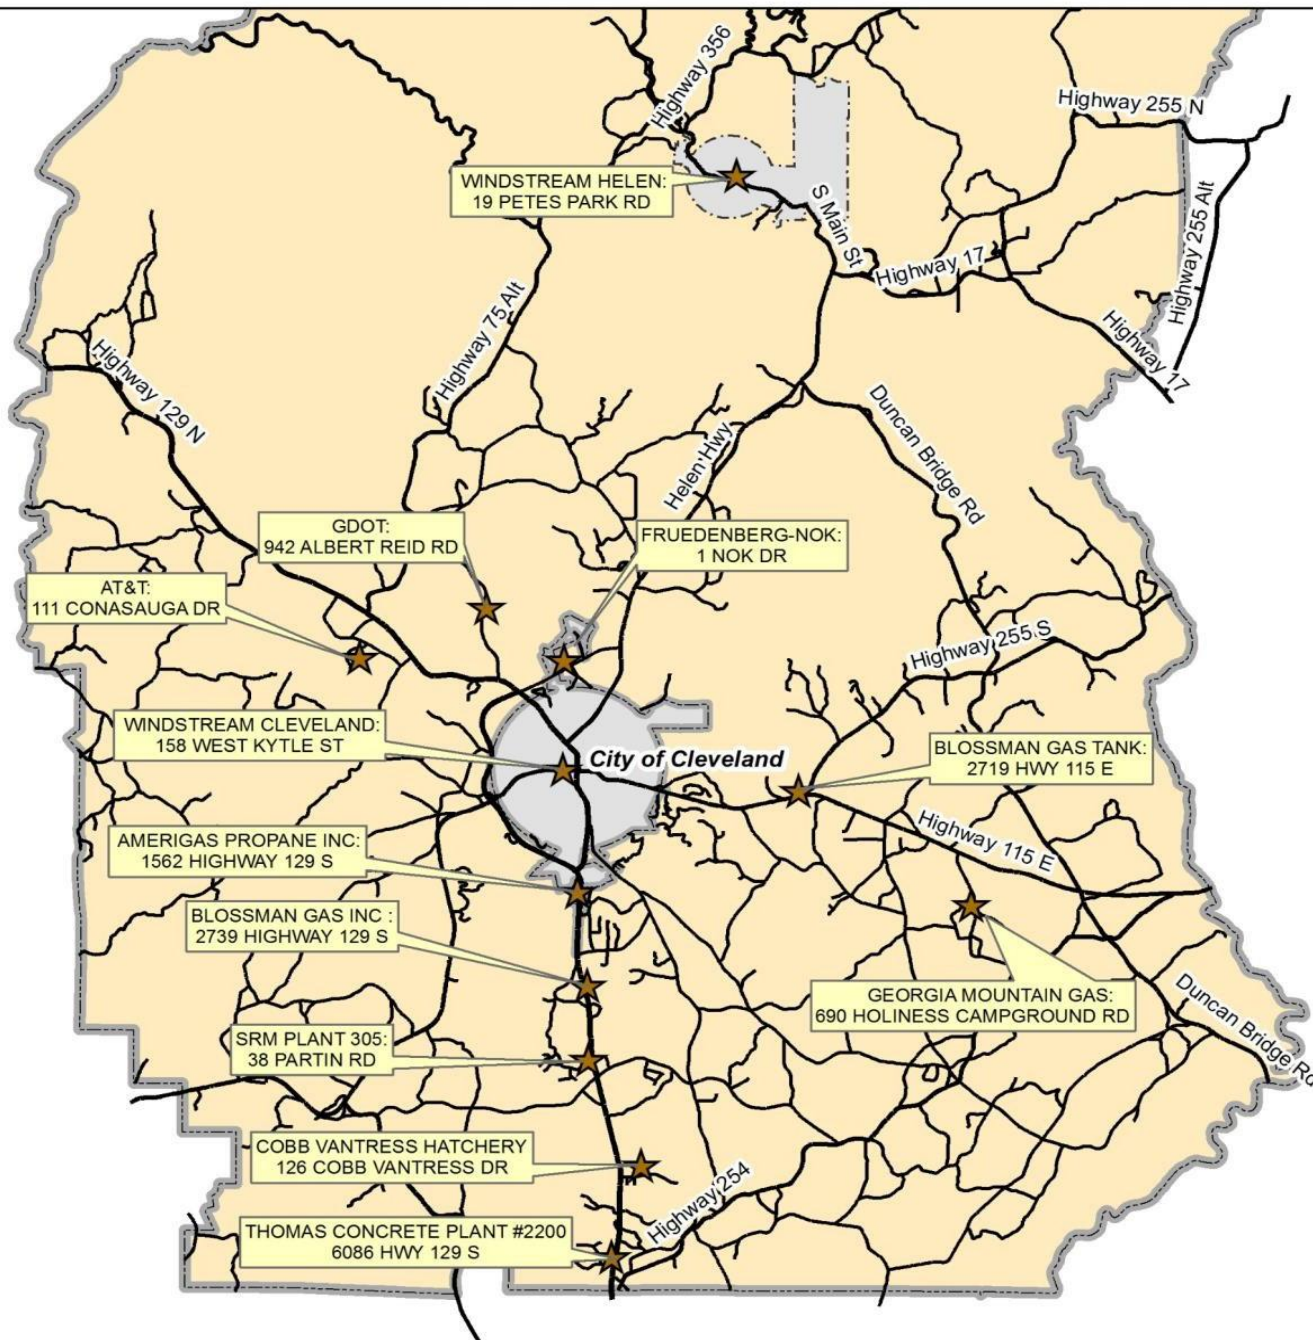 Highway 356
Highway 255 N
WINDSTREAM HELEN:
19 PETES PARK RD
S Main St
Highway 255 Alt
Highway 17
Highway 75 Alt
Highway 17
Highway 129 N
Duncan Bridge Rd
Helen Hwy
GDOT:
942 ALBERT REID RD
FRUEDENBERG-NOK:
1 NOK DR
AT&T:
111 CONASAUGA DR
Highway 255 S
WINDSTREAM CLEVELAND:
158 WEST KYTLE ST
City of Cleveland
BLOSSMAN GAS TANK:
2719 HWY 115 E
AMERIGAS PROPANE INC:
1562 HIGHWAY 129 S
Highway 115 E
BLOSSMAN GAS INC :
2739 HIGHWAY 129 S
GEORGIA MOUNTAIN GAS:
690 HOLINESS CAMPGROUND RD
Duncan Bridge Rd
SRM PLANT 305:
38 PARTIN RD
COBB VANTRESS HATCHERY
126 COBB VANTRESS DR
Highway 254
THOMAS CONCRETE PLANT #2200
6086 HWY 129 S